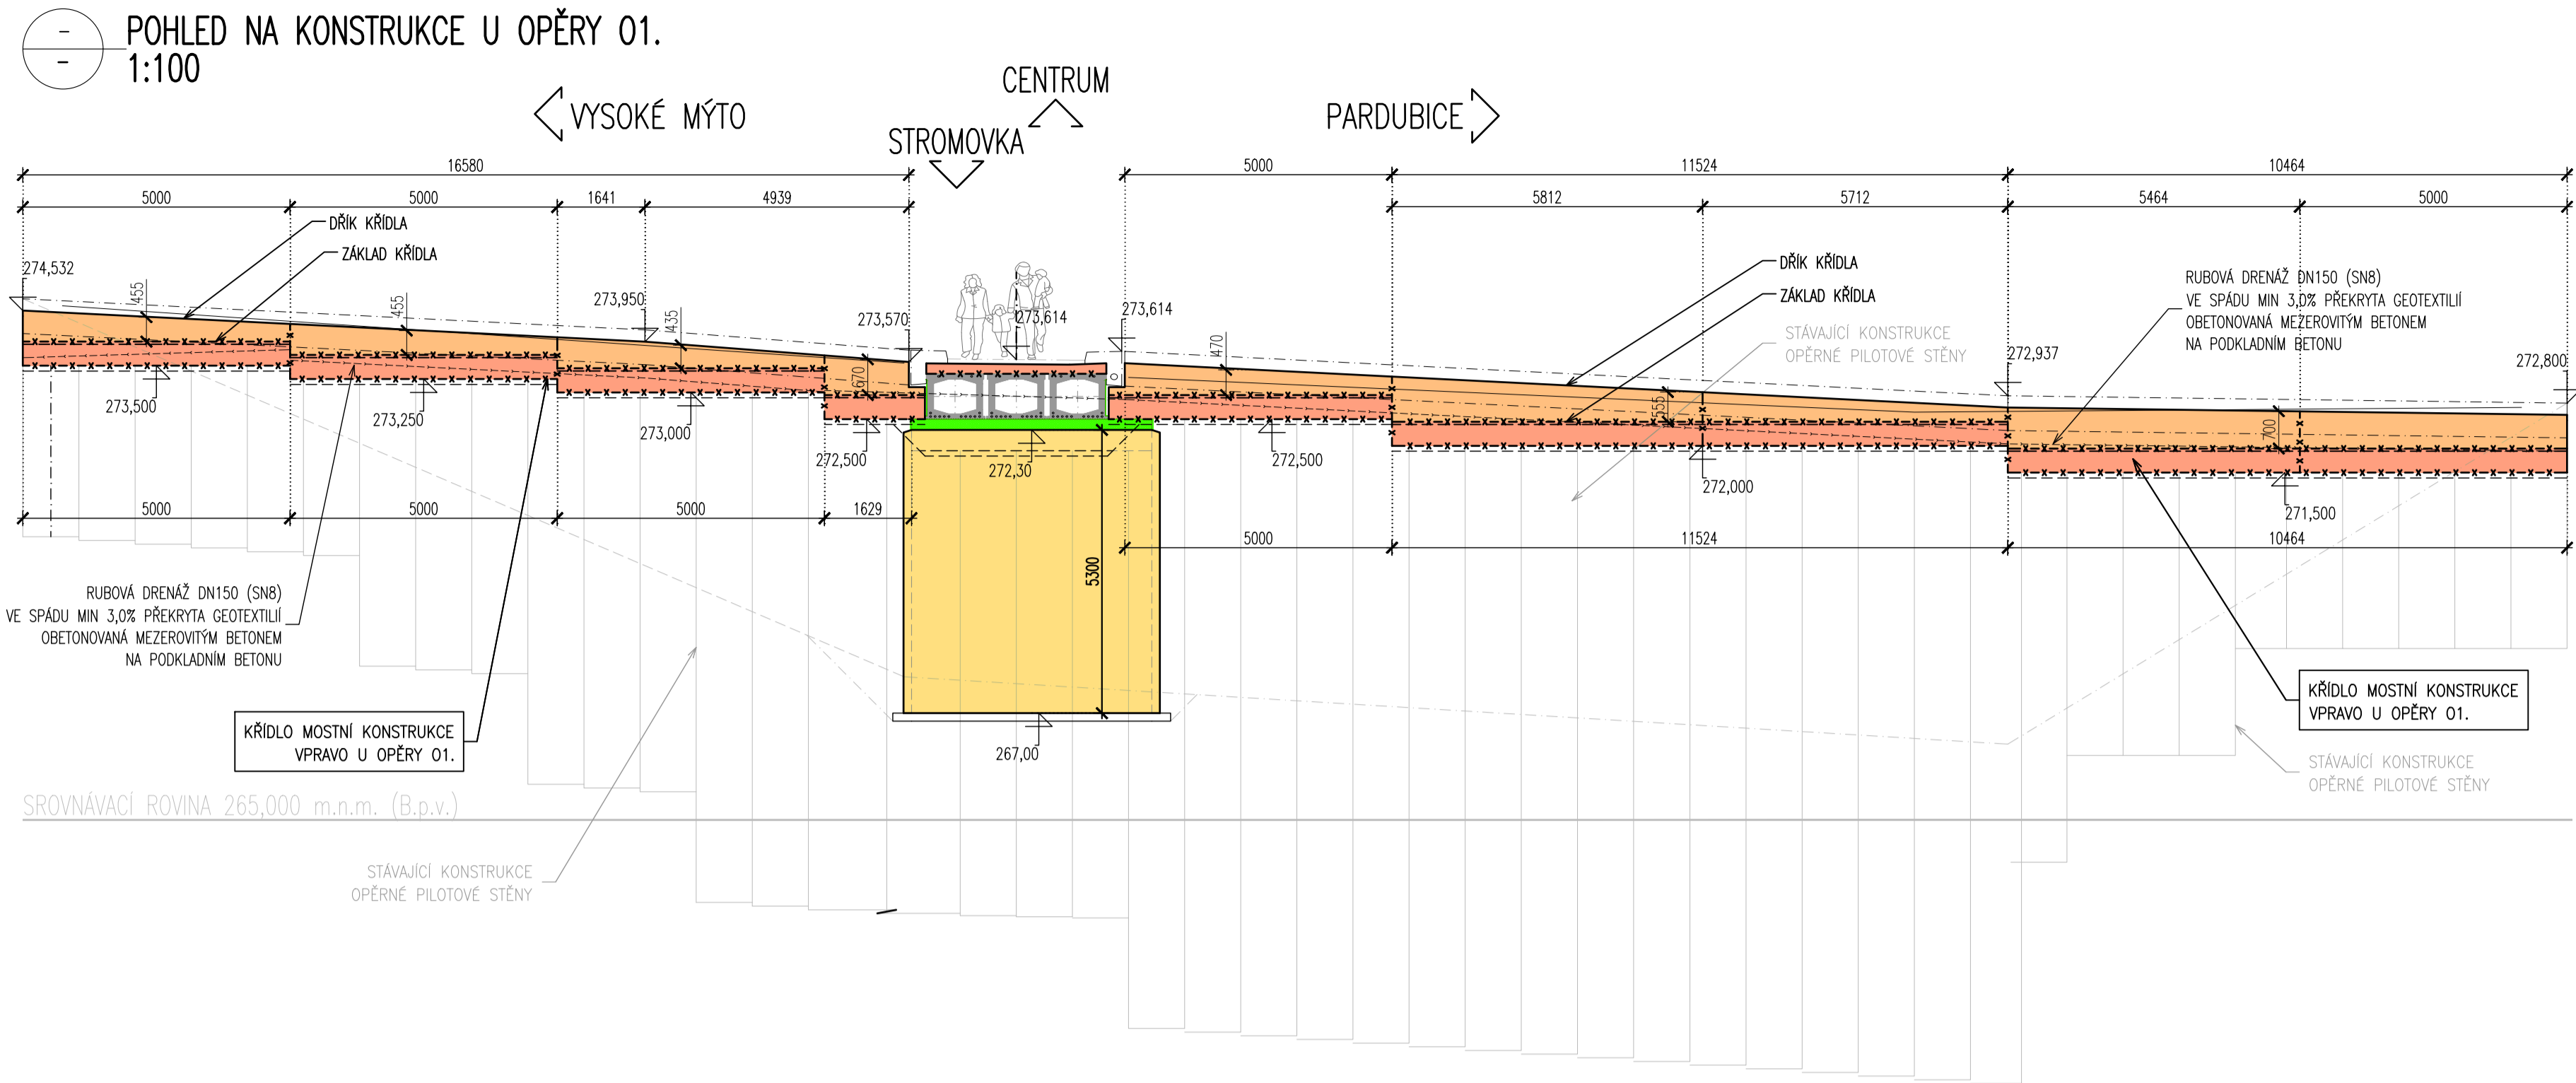 -
-
POHLED NA KONSTRUKCE U OPĚRY O1.
1:100
CENTRUM
VYSOKÉ MÝTO
PARDUBICE
STROMOVKA
16580
5000
11524
10464
5000
5000
1641
4939
5812
5712
5464
5000
DŘÍK KŘÍDLA
ZÁKLAD KŘÍDLA
274,532
455
455
273,950
435
273,570
670
273,614
273,614
470
DŘÍK KŘÍDLA
ZÁKLAD KŘÍDLA
STÁVAJÍCÍ KONSTRUKCE
OPĚRNÉ PILOTOVÉ STĚNY
555
272,937
RUBOVÁ DRENÁŽ DN150 (SN8)
VE SPÁDU MIN 3,0% PŘEKRYTA GEOTEXTILIÍ
OBETONOVANÁ MEZEROVITÝM BETONEM
NA PODKLADNÍM BETONU
272,800
700
273,500
273,250
273,000
272,500
272,30
272,500
272,000
271,500
5000
5000
5000
1629
5000
11524
10464
5300
RUBOVÁ DRENÁŽ DN150 (SN8)
VE SPÁDU MIN 3,0% PŘEKRYTA GEOTEXTILIÍ
OBETONOVANÁ MEZEROVITÝM BETONEM
NA PODKLADNÍM BETONU
KŘÍDLO MOSTNÍ KONSTRUKCE
VPRAVO U OPĚRY O1.
267,00
KŘÍDLO MOSTNÍ KONSTRUKCE
VPRAVO U OPĚRY O1.
STÁVAJÍCÍ KONSTRUKCE
OPĚRNÉ PILOTOVÉ STĚNY
SROVNÁVACÍ ROVINA 265,000 m.n.m. (B.p.v.)
STÁVAJÍCÍ KONSTRUKCE
OPĚRNÉ PILOTOVÉ STĚNY